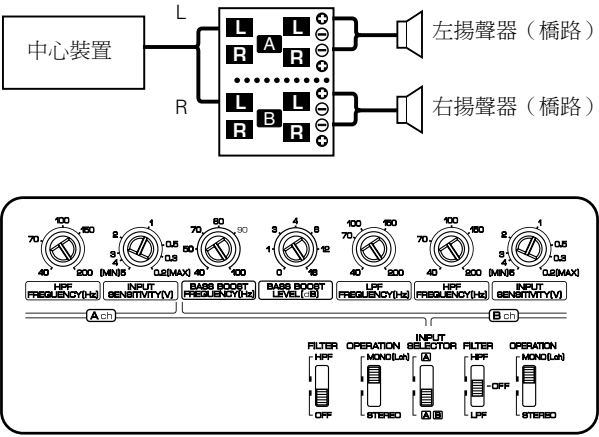 L
中心裝置
R
L L
R A R
L L
R B R
左揚聲器（橋路）
右揚聲器（橋路）
100
70 150
40 200
HPF
FREQUENCY(Hz)
1
2 0.5
3 0.3
4
(MIN)5 0.2(MAX)
INPUT
SENSITIVITY(V)
80
70 90
50
40 100
BASS BOOST
FREQUENCY(Hz)
4
3 8
1 12
0 18
BASS BOOST
LEVEL(dB)
100 150
70
40 200
LPF
FREQUENCY(Hz)
100
70 150
40 200
HPF
FREQUENCY(Hz)
1
2 0.5
3 0.3
4
(MIN)5 0.2(MAX)
INPUT
SENSITIVITY(V)
A ch
B ch
FILTER
HPF
OFF
OPERATION
MONO(Lch)
STEREO
INPUT
SELECTOR
A
A B
FILTER
HPF
OFF
LPF
OPERATION
MONO(Lch)
STEREO